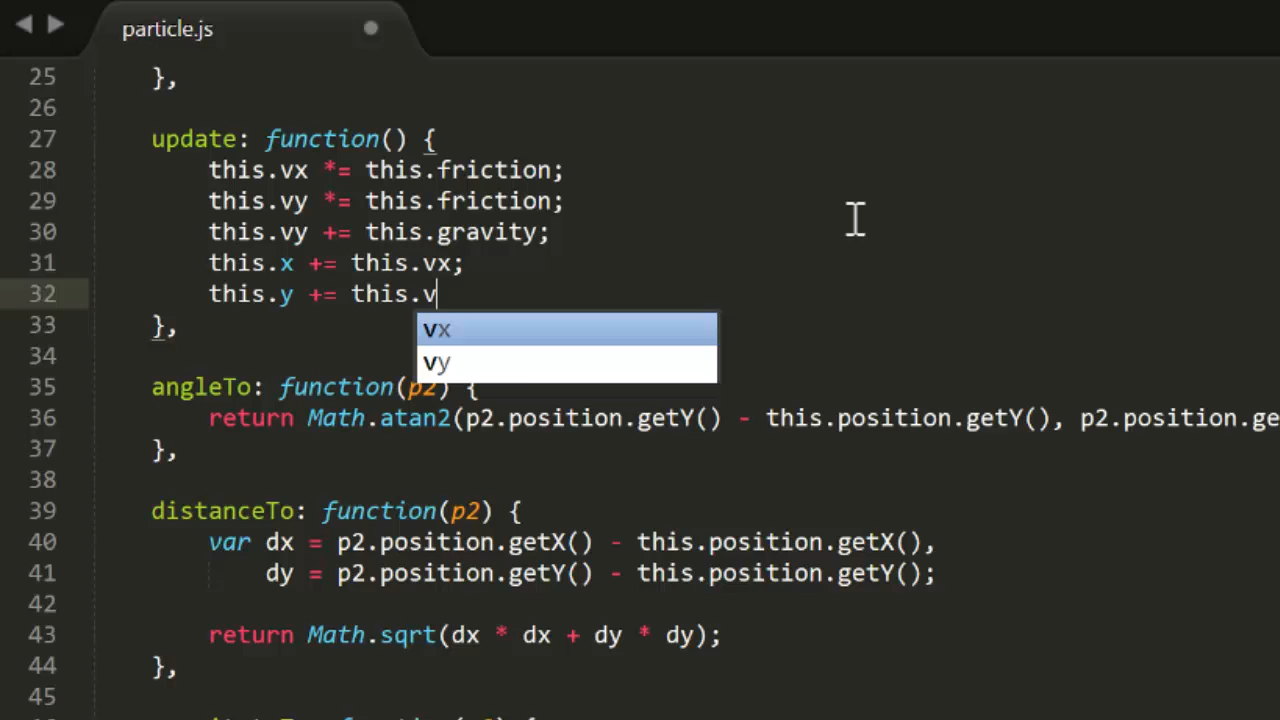 particle.js
25 },
26
27 update: function() {
28 this.vx *= this.friction;
29 this.vy *= this.friction;
30 this.vy += this.gravity;
31 this.x += this.vx;
32 this.y += this.v
vx
33 },
vy
34
35 angleTo: function(p2) {
36 return Math.atan2(p2.position.getY() - this.position.getY(), p2.position.ge
37 },
38
39 distanceTo: function(p2) {
40 var dx = p2.position.getX() - this.position.getX(),
41 dy = p2.position.getY() - this.position.getY();
42
43 return Math.sqrt(dx * dx + dy * dy);
44 },
45